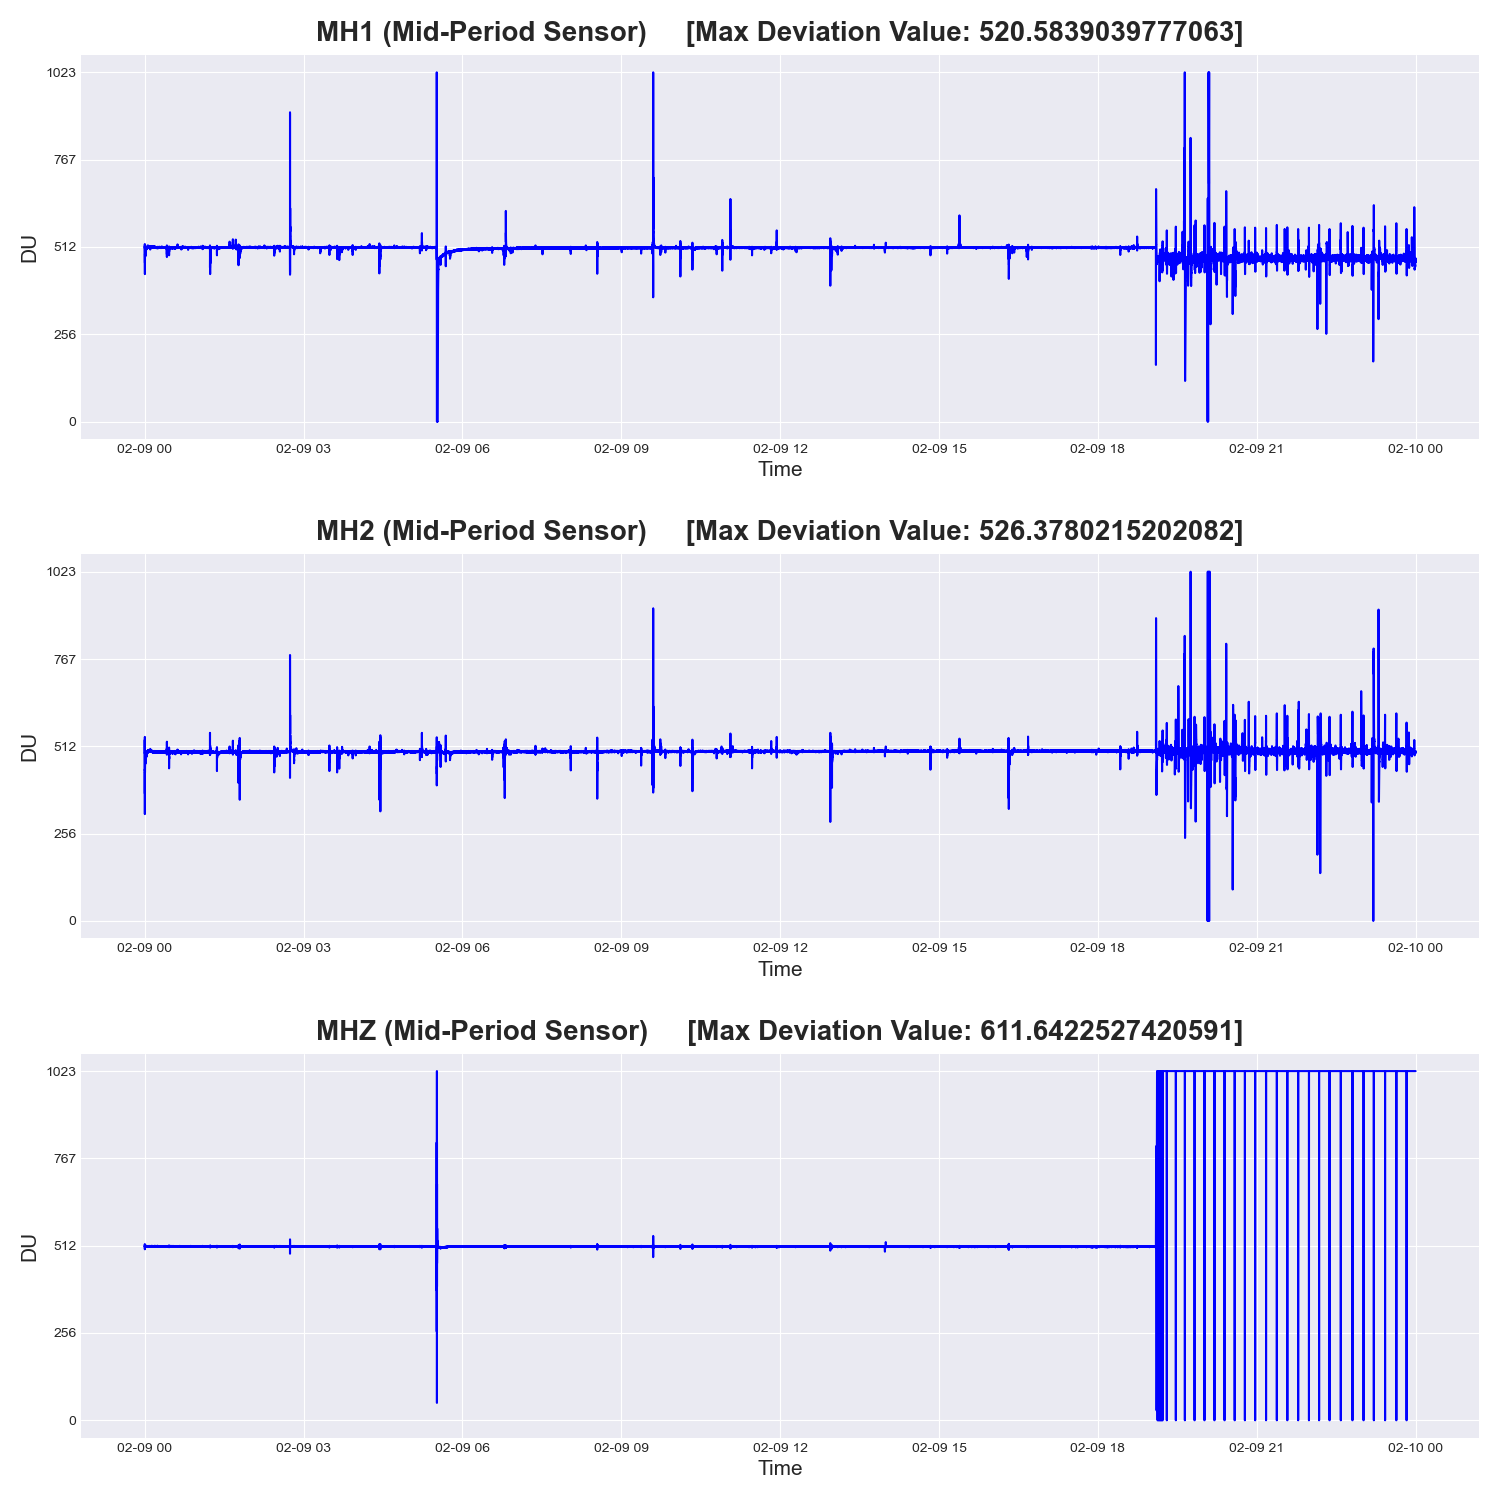 MH1 (Mid-Period Sensor) [Max Deviation Value: 520.5839039777063]
1023
767
512
256
0
DU
02-09 00 02-09 03 02-09 06 02-09 09 02-09 12 02-09 15 02-09 18 02-09 21 02-10 00
Time
MH2 (Mid-Period Sensor) [Max Deviation Value: 526.3780215202082]
1023
767
512
256
0
DU
02-09 00 02-09 03 02-09 06 02-09 09 02-09 12 02-09 15 02-09 18 02-09 21 02-10 00
Time
MHZ (Mid-Period Sensor) [Max Deviation Value: 611.6422527420591]
1023
767
512
256
0
DU
02-09 00 02-09 03 02-09 06 02-09 09 02-09 12 02-09 15 02-09 18 02-09 21 02-10 00
Time